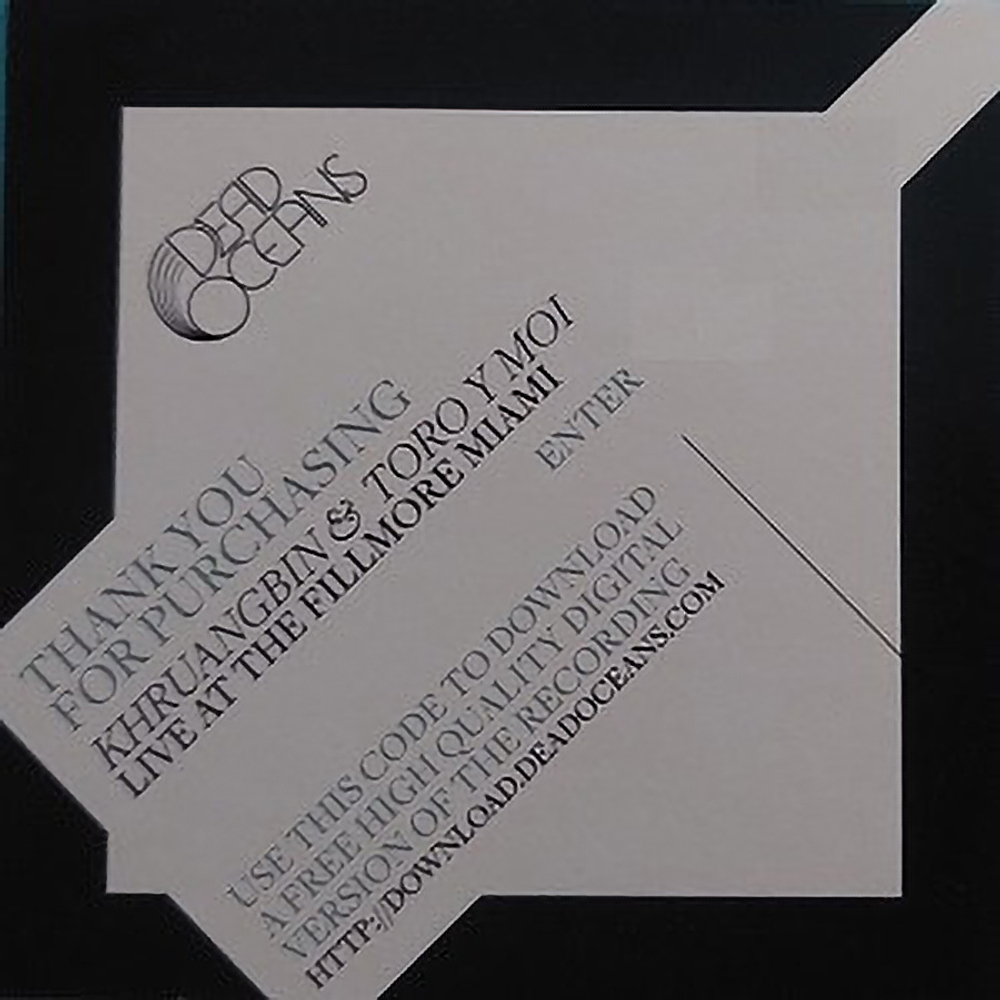 DEAD
OCEANS
THANK YOU
FOR PURCHASING
KHRUANGBIN & TORO Y MOI
LIVE AT THE FILLMORE MIAMI
ENTER
USE THIS CODE TO DOWNLOAD
A FREE HIGH QUALITY DIGITAL
VERSION OF THE RECORDING
HTTP://DOWNLOAD.DEADOCEANS.COM